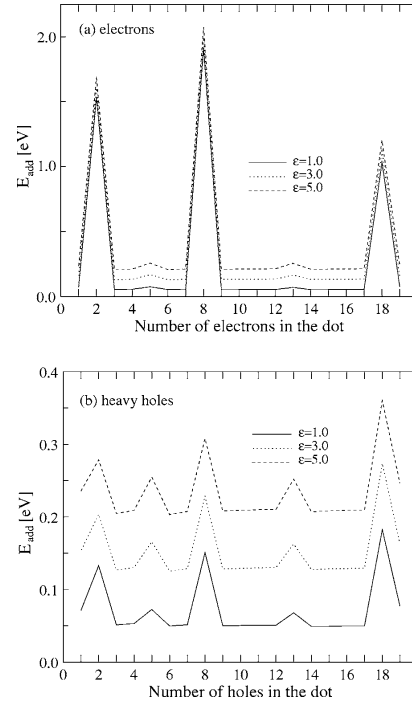 (a) electrons
2.0
1.0
0.0
E_add [eV]
ε=1.0
ε=3.0
ε=5.0
0 2 4 6 8 10 12 14 16 18
Number of electrons in the dot
(b) heavy holes
0.4
0.3
0.2
0.1
0.0
E_add [eV]
ε=1.0
ε=3.0
ε=5.0
0 2 4 6 8 10 12 14 16 18
Number of holes in the dot